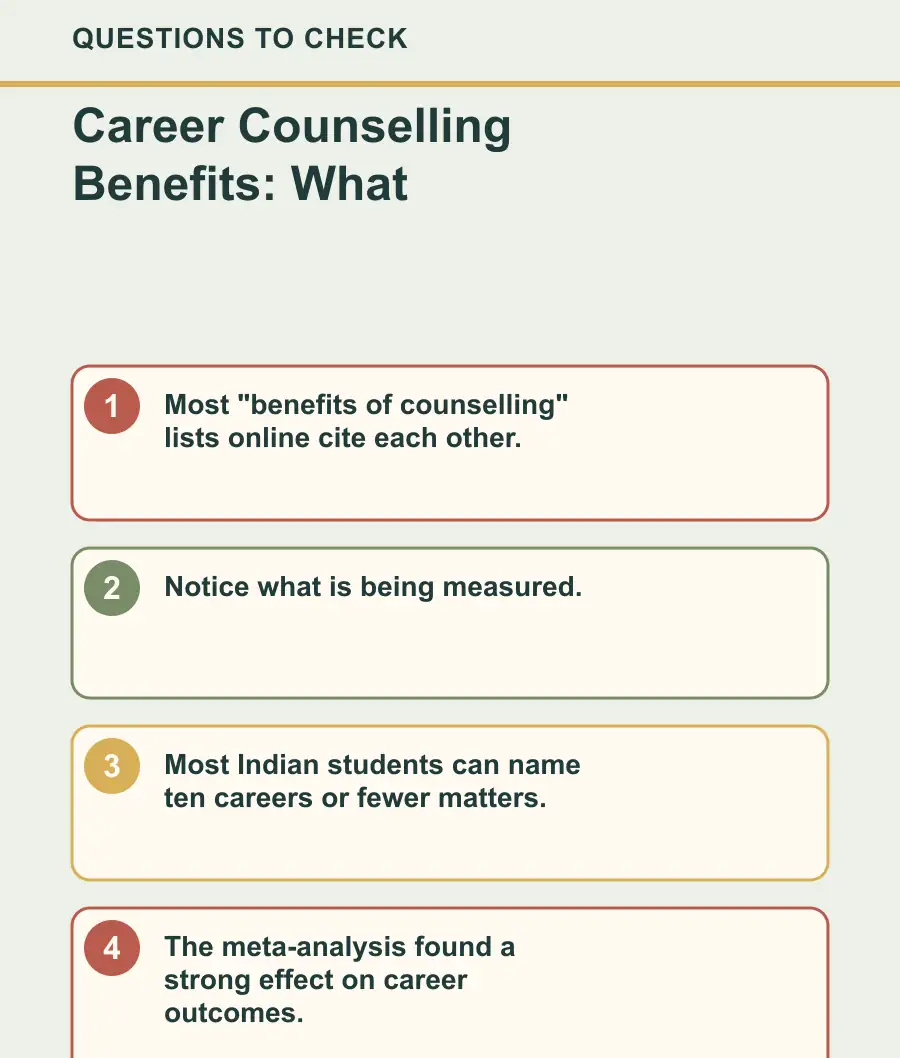 QUESTIONS TO CHECK
Career Counselling
Benefits: What
1
Most "benefits of counselling"
lists online cite each other.
2
Notice what is being measured.
3
Most Indian students can name
ten careers or fewer matters.
4
The meta-analysis found a
strong effect on career
outcomes.